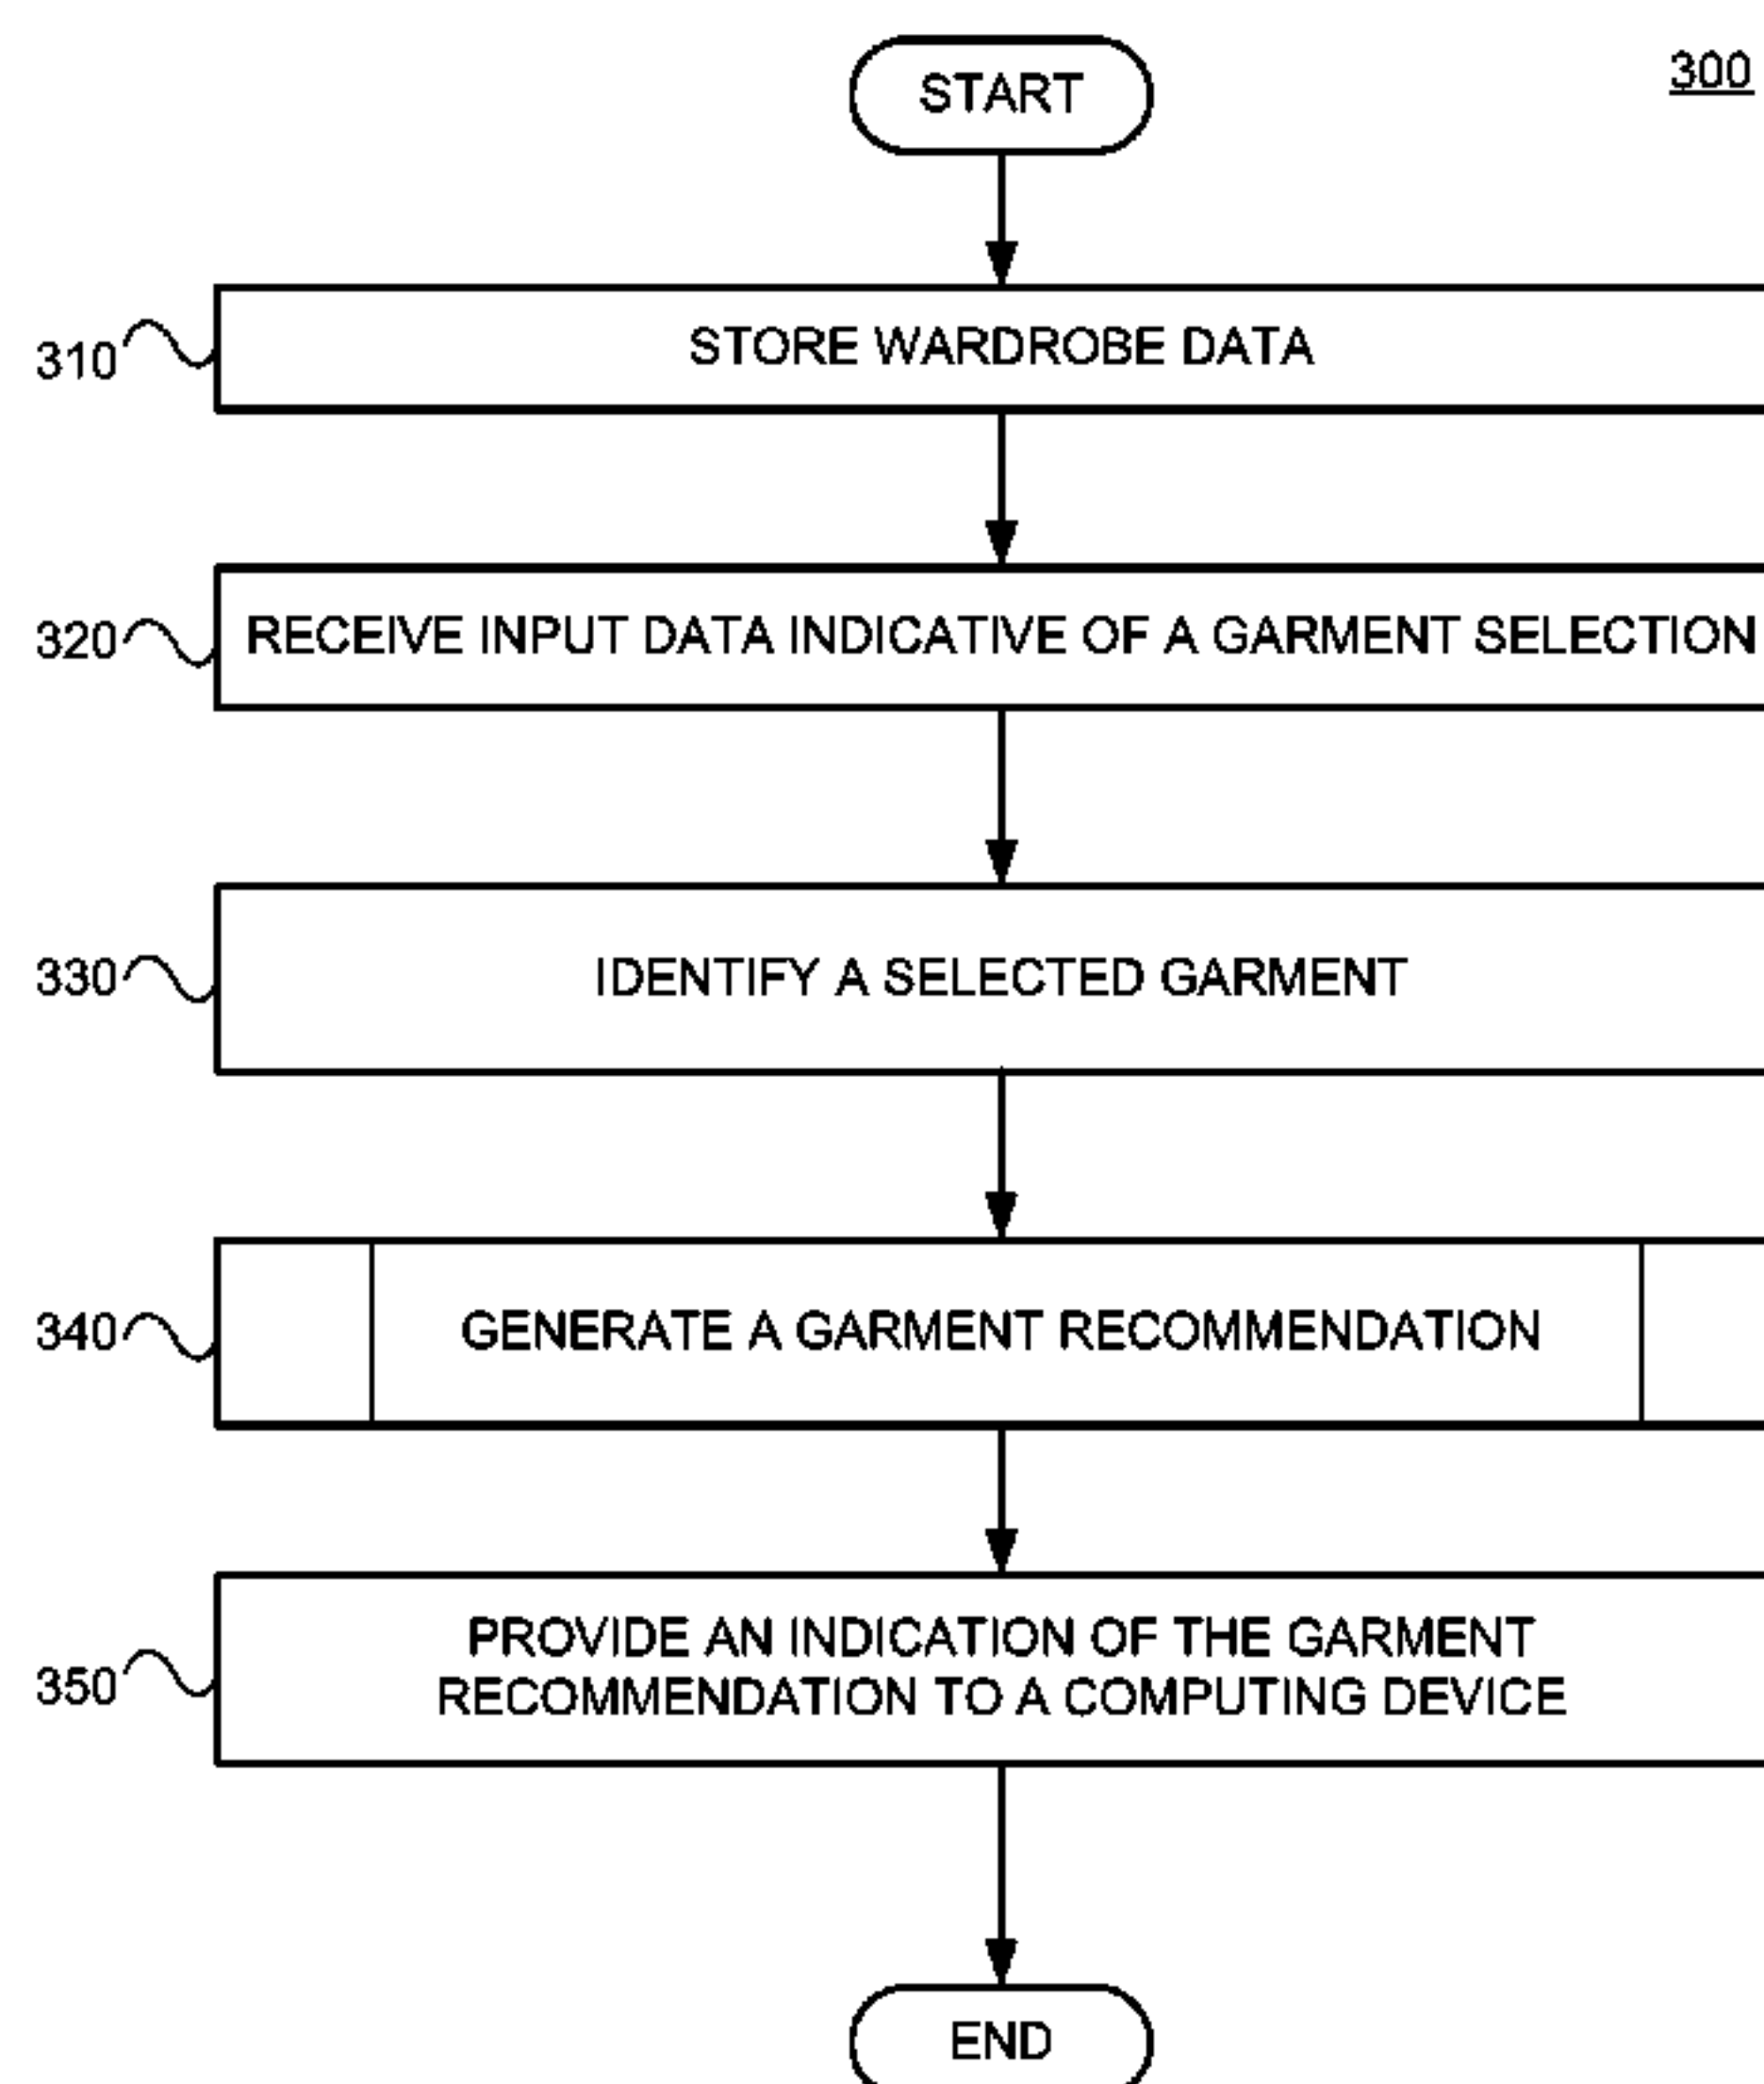 START
300
STORE WARDROBE DATA
310
320
RECEIVE INPUT DATA INDICATIVE OF A GARMENT SELECTION
330
IDENTIFY A SELECTED GARMENT
340
GENERATE A GARMENT RECOMMENDATION
350
PROVIDE AN INDICATION OF THE GARMENT
RECOMMENDATION TO A COMPUTING DEVICE
END